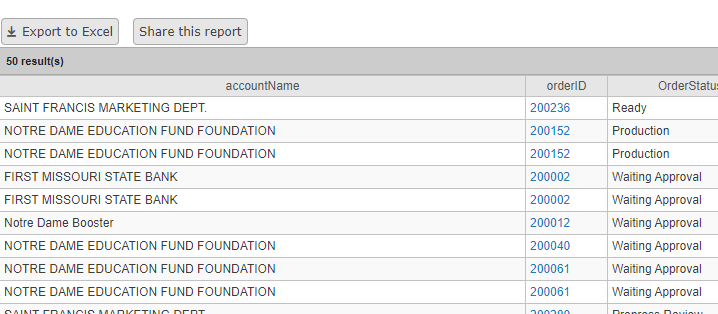 Export to Excel Share this report
50 result(s)
accountName orderID OrderStatus
SAINT FRANCIS MARKETING DEPT. 200236 Ready
NOTRE DAME EDUCATION FUND FOUNDATION 200152 Production
NOTRE DAME EDUCATION FUND FOUNDATION 200152 Production
FIRST MISSOURI STATE BANK 200002 Waiting Approval
FIRST MISSOURI STATE BANK 200002 Waiting Approval
Notre Dame Booster 200012 Waiting Approval
NOTRE DAME EDUCATION FUND FOUNDATION 200040 Waiting Approval
NOTRE DAME EDUCATION FUND FOUNDATION 200061 Waiting Approval
NOTRE DAME EDUCATION FUND FOUNDATION 200061 Waiting Approval
SAINT FRANCIS MARKETING DEPT. Prepress Review